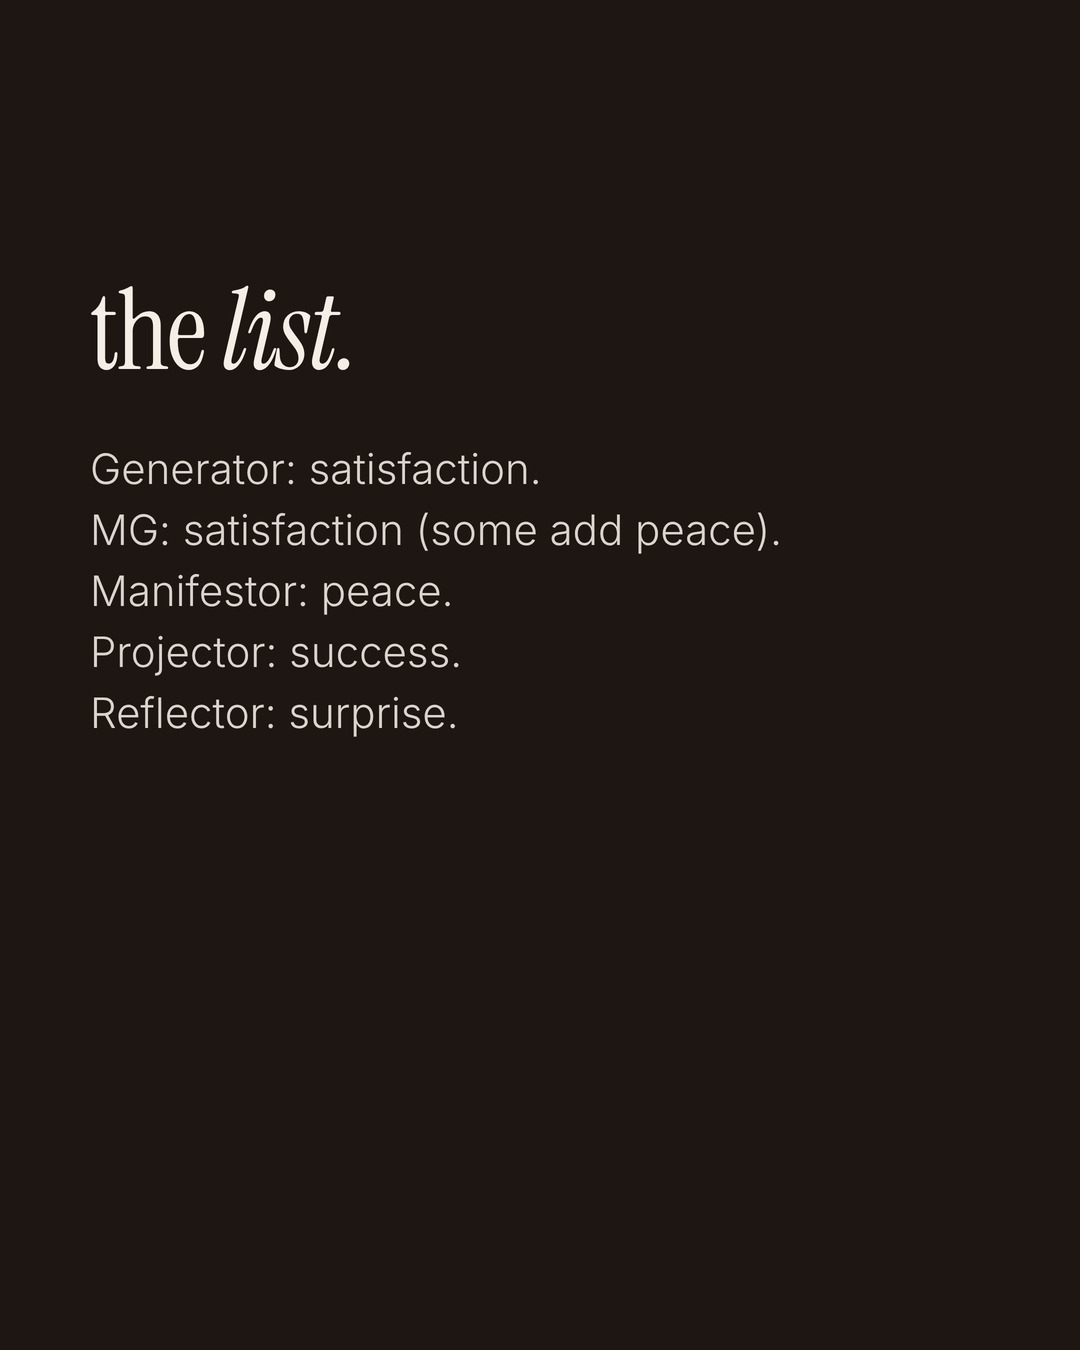 the list.
Generator: satisfaction.
MG: satisfaction (some add peace).
Manifestor: peace.
Projector: success.
Reflector: surprise.